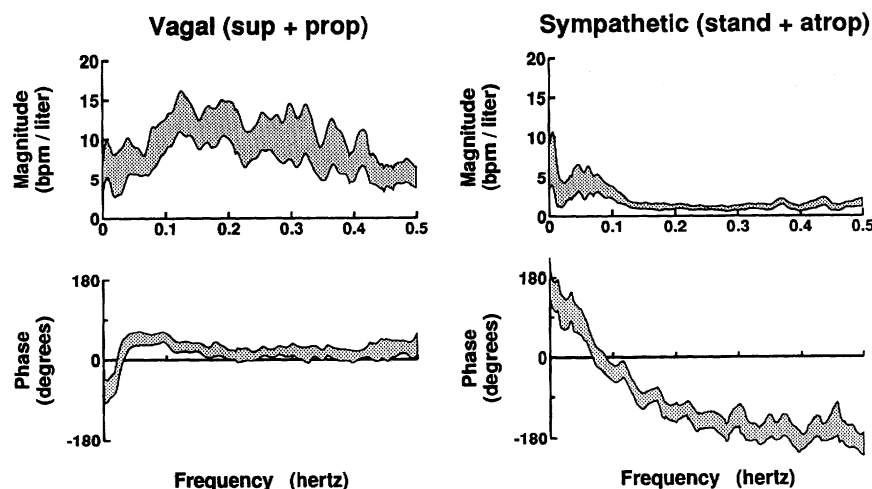 Vagal (sup + prop)
Magnitude
(bpm / liter)
20
15
10
5
0
0
0.1
0.2
0.3
0.4
0.5
Phase
(degrees)
180
0
-180
Frequency (hertz)
Sympathetic (stand + atrop)
Magnitude
(bpm / liter)
20
15
10
5
0
0
0.1
0.2
0.3
0.4
0.5
Phase
(degrees)
180
0
-180
Frequency (hertz)